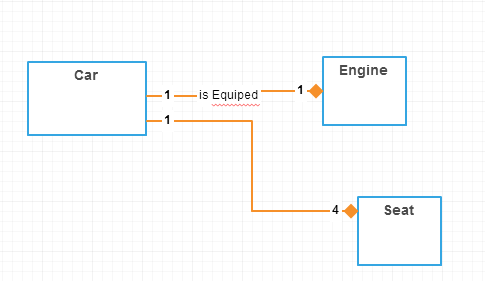 Car
Engine
1 is Equiped 1
1
4 Seat